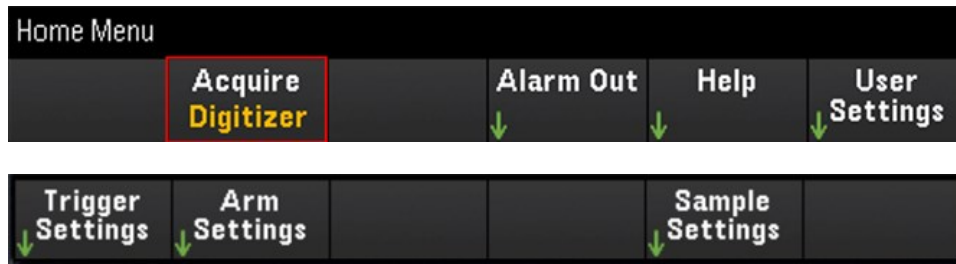 Home Menu
Acquire Alarm Out Help User
Digitizer Settings
Trigger Arm Sample
Settings Settings Settings